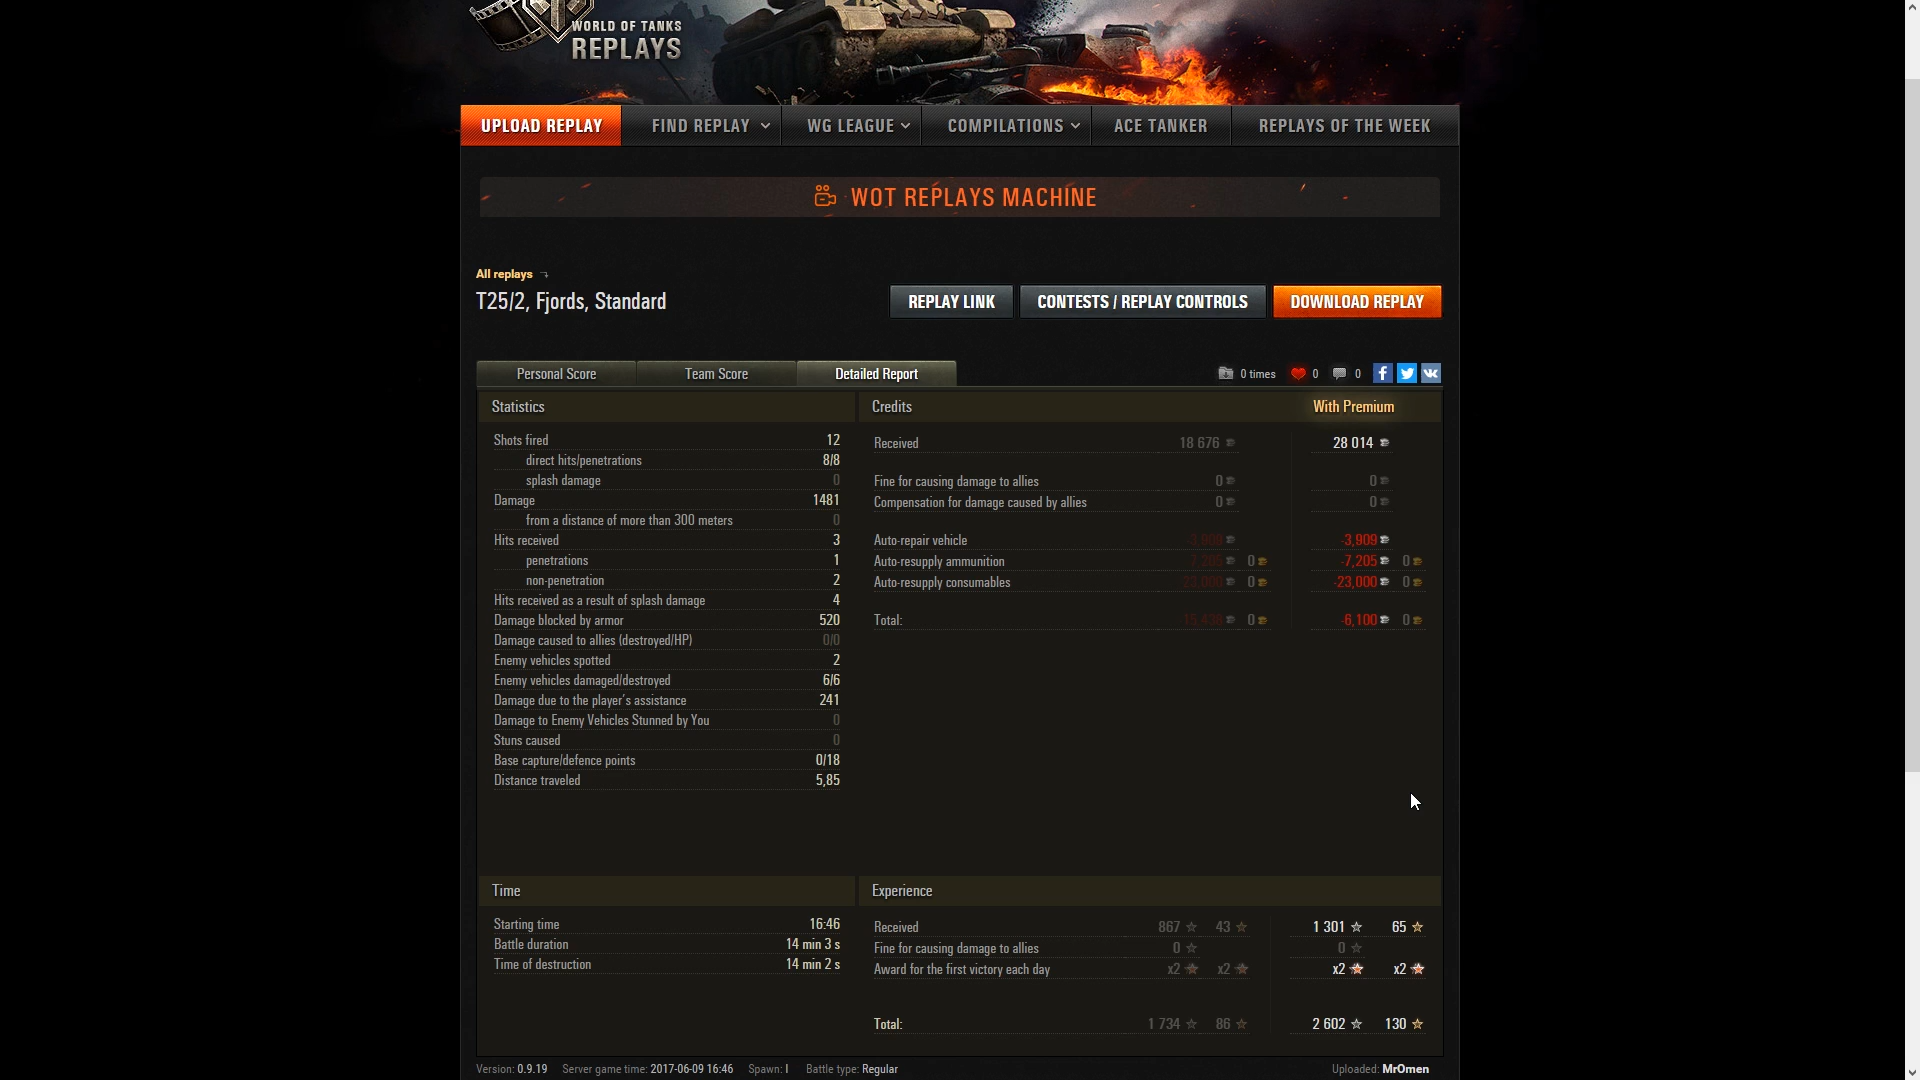 WORLD OF TANKS
REPLAYS
UPLOAD REPLAY FIND REPLAY WG LEAGUE COMPILATIONS ACE TANKER REPLAYS OF THE WEEK
WOT REPLAYS MACHINE
All replays
T25/2, Fjords, Standard
REPLAY LINK CONTESTS / REPLAY CONTROLS DOWNLOAD REPLAY
Personal Score Team Score Detailed Report 0 times 0 0
Statistics
Shots fired 12
direct hits/penetrations 8/8
splash damage 0
Damage 1481
from a distance of more than 300 meters 0
Hits received 3
penetrations 1
non-penetration 2
Hits received as a result of splash damage 4
Damage blocked by armor 520
Damage caused to allies (destroyed/HP) 0/0
Enemy vehicles spotted 2
Enemy vehicles damaged/destroyed 6/6
Damage due to the player's assistance 241
Damage to Enemy Vehicles Stunned by You 0
Stuns caused 0
Base capture/defence points 0/18
Distance traveled 5,85
Credits With Premium
Received 18 676 28 014
Fine for causing damage to allies 0 0
Compensation for damage caused by allies 0 0
Auto-repair vehicle -3,909
Auto-resupply ammunition 0 -7,205 0
Auto-resupply consumables 0 -23,000 0
Total: 0 -6,100 0
Time
Starting time 16:46
Battle duration 14 min 3 s
Time of destruction 14 min 2 s
Experience
Received 867 43 1 301 65
Fine for causing damage to allies 0 0
Award for the first victory each day x2 x2 x2 x2
Total: 1 734 86 2 602 130
Version: 0.9.19 Server game time: 2017-06-09 16:46 Spawn: I Battle type: Regular Uploaded: MrOmen